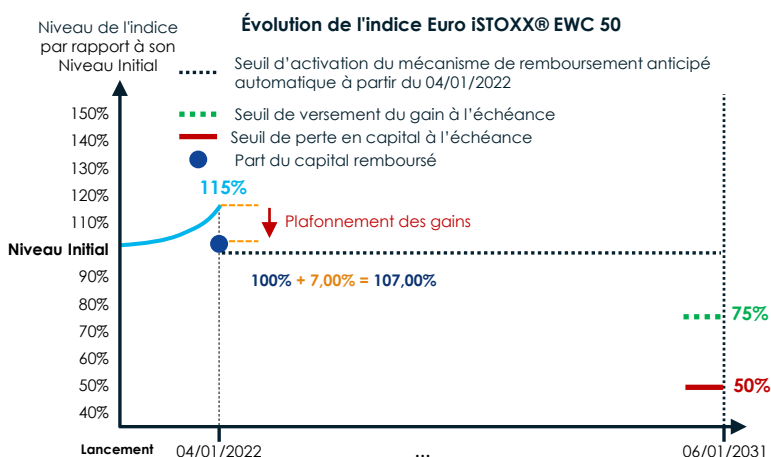 Évolution de l'indice Euro iSTOXX® EWC 50
Niveau de l'indice
par rapport à son
Niveau Initial
Seuil d'activation du mécanisme de remboursement anticipé
automatique à partir du 04/01/2022
Seuil de versement du gain à l'échéance
Seuil de perte en capital à l'échéance
Part du capital remboursé
150%
140%
130%
120%
110%
Niveau Initial
90%
80%
70%
60%
50%
40%
115%
Plafonnement des gains
100% + 7,00% = 107,00%
75%
50%
Lancement
04/01/2022
...
06/01/2031